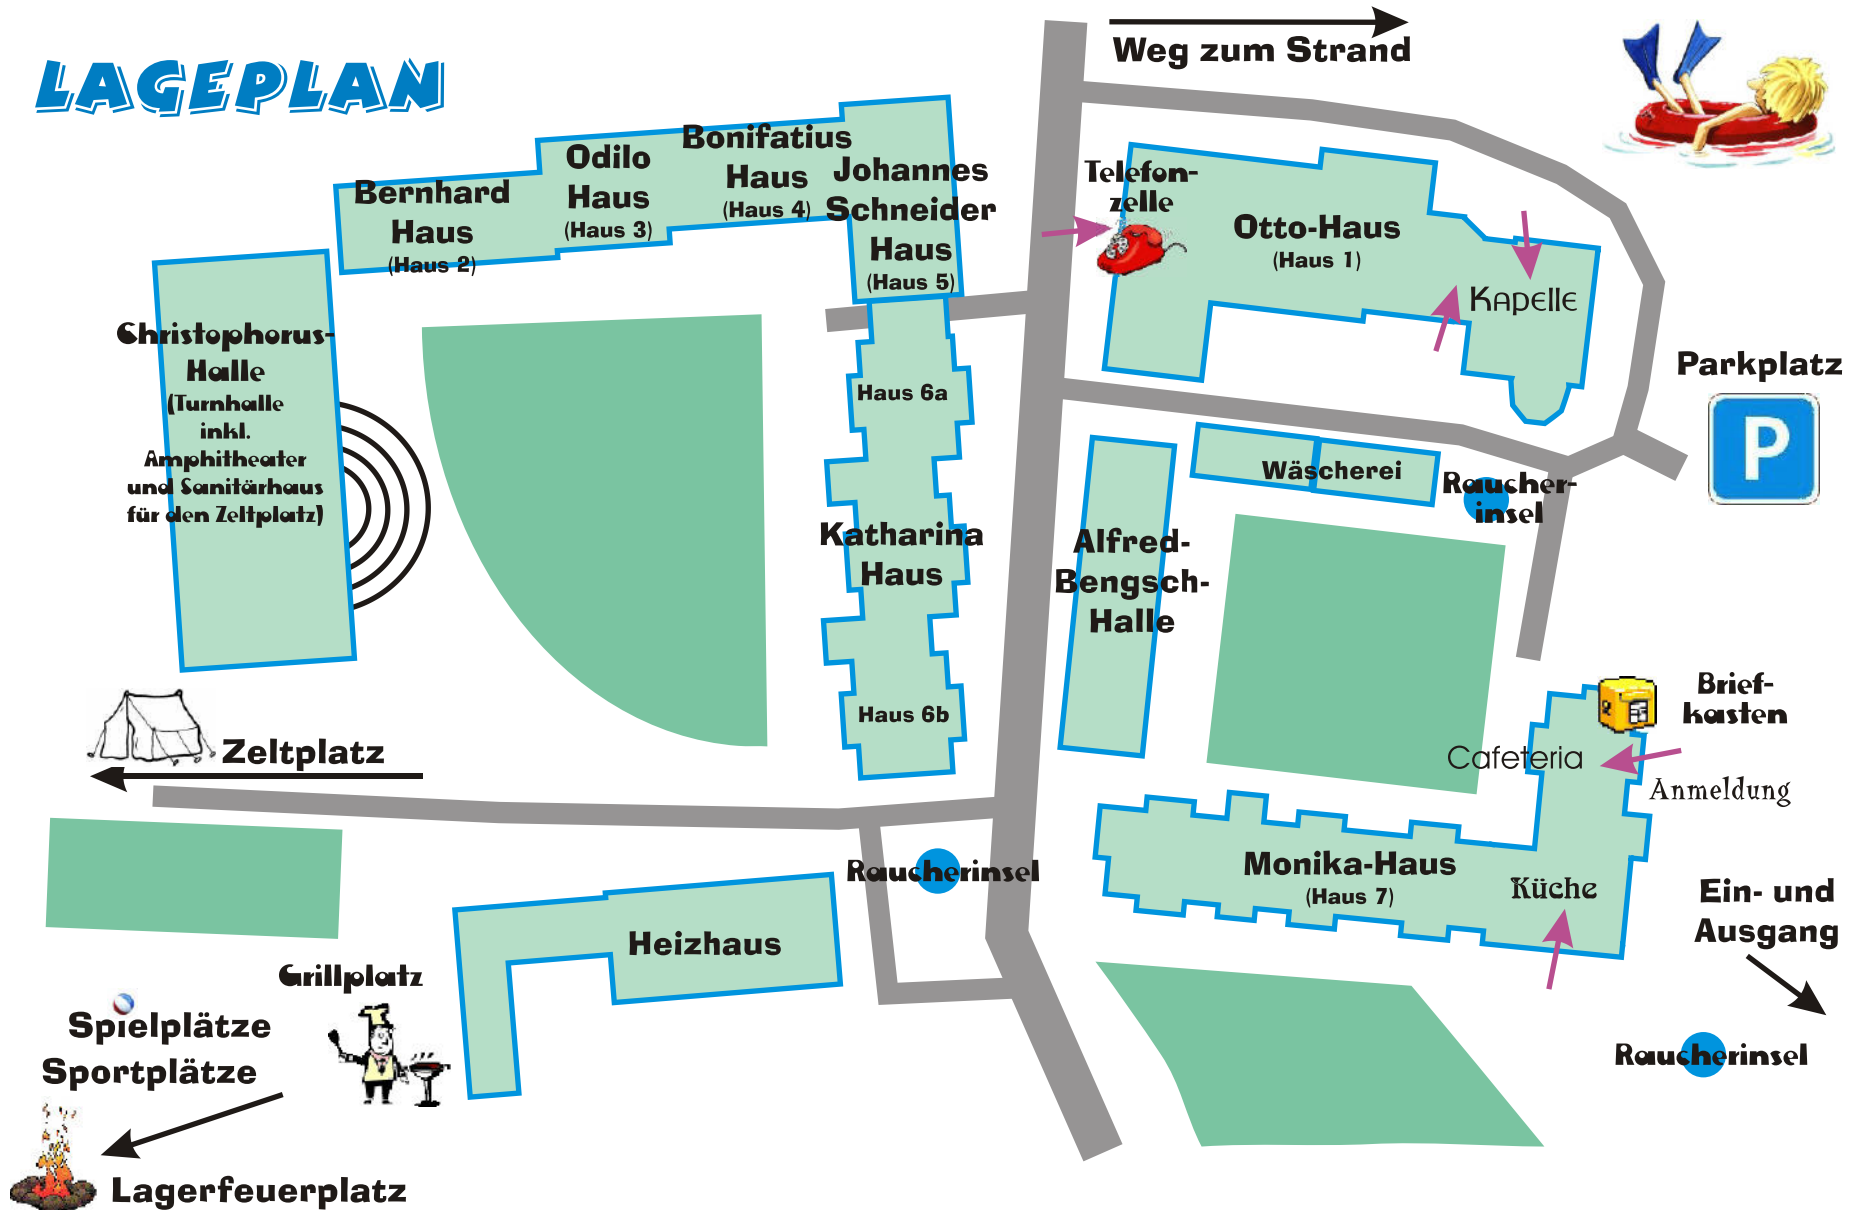 LAGEPLAN
Weg zum Strand
Bernhard
Haus
(Haus 2)
Odilo
Haus
(Haus 3)
Bonifatius
Haus
(Haus 4)
Johannes
Schneider
Haus
(Haus 5)
Telefon-
zelle
Otto-Haus
(Haus 1)
Kapelle
Christophorus-
Halle
(Turnhalle
inkl.
Amphitheater
und Sanitärhaus
für den Zeltplatz)
Haus 6a
Katharina
Haus
Haus 6b
Parkplatz
P
Wäscherei
Raucher-
insel
Alfred-
Bengsch-
Halle
Zeltplatz
Brief-
kasten
Cafeteria
Anmeldung
Raucherinsel
Monika-Haus
(Haus 7)
Küche
Ein- und
Ausgang
Heizhaus
Grillplatz
Spielplätze
Sportplätze
Raucherinsel
Lagerfeuerplatz